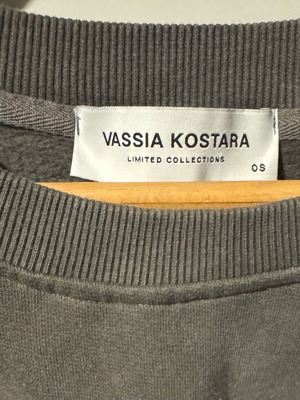 VASSIA KOSTARA
LIMITED COLLECTIONS
OS